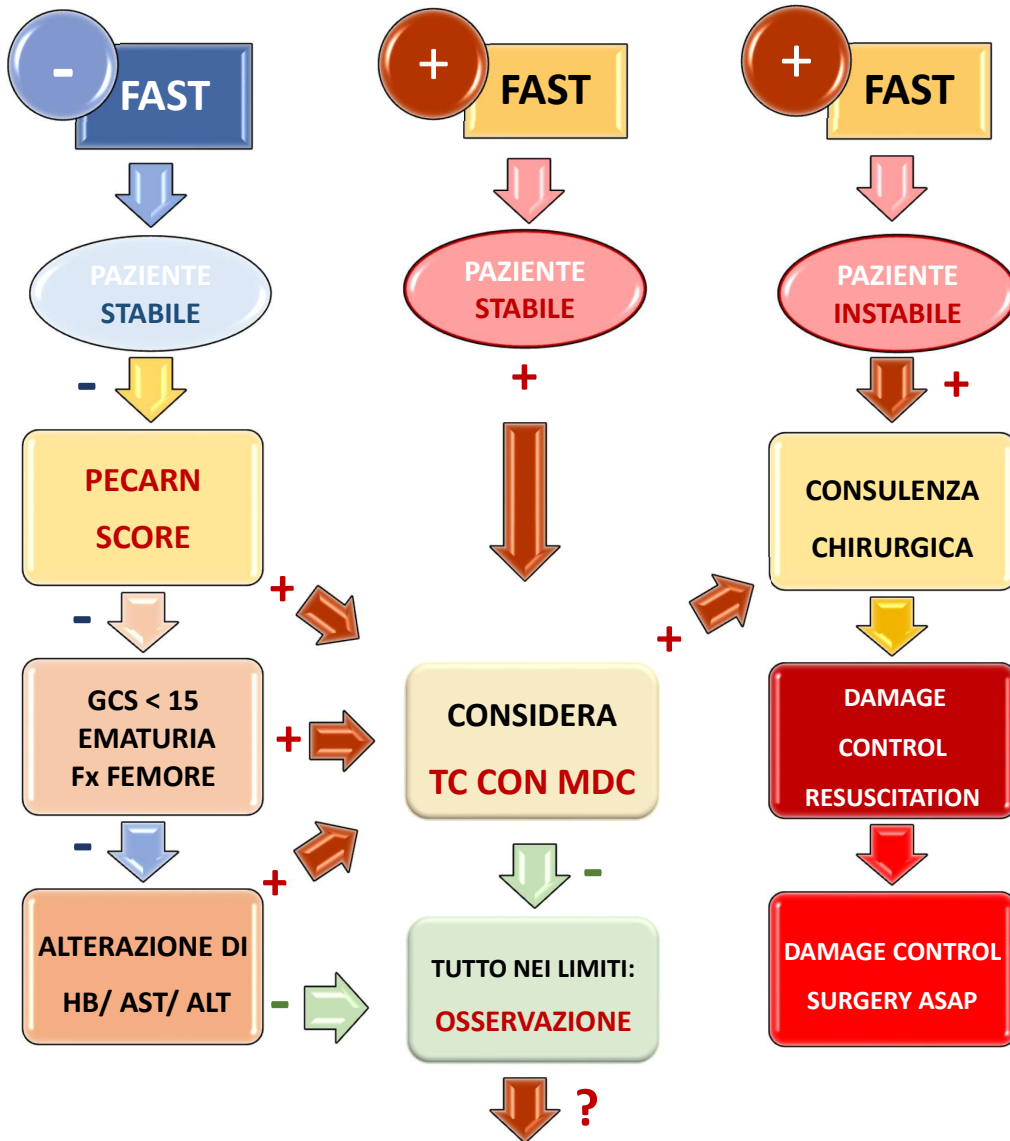 -
FAST
+
FAST
+
FAST
PAZIENTE
STABILE
PAZIENTE
STABILE
PAZIENTE
INSTABILE
-
+
+
PECARN
SCORE
CONSULENZA
CHIRURGICA
+
-
+
GCS < 15
EMATURIA
Fx FEMORE
+
CONSIDERA
TC CON MDC
DAMAGE
CONTROL
RESUSCITATION
-
+
-
ALTERAZIONE DI
HB/ AST/ ALT
-
TUTTO NEI LIMITI:
OSSERVAZIONE
DAMAGE CONTROL
SURGERY ASAP
?